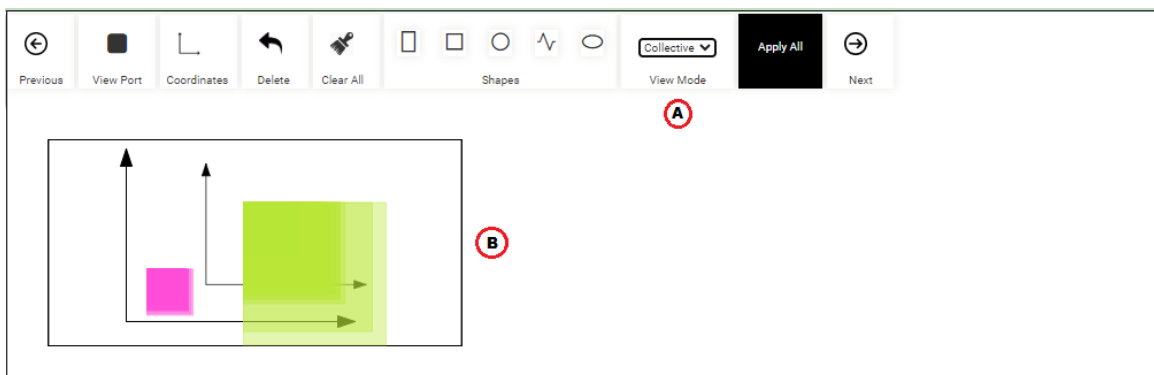 Previous
View Port
Coordinates
Delete
Clear All
Shapes
Collective
View Mode
Apply All
Next
A
B